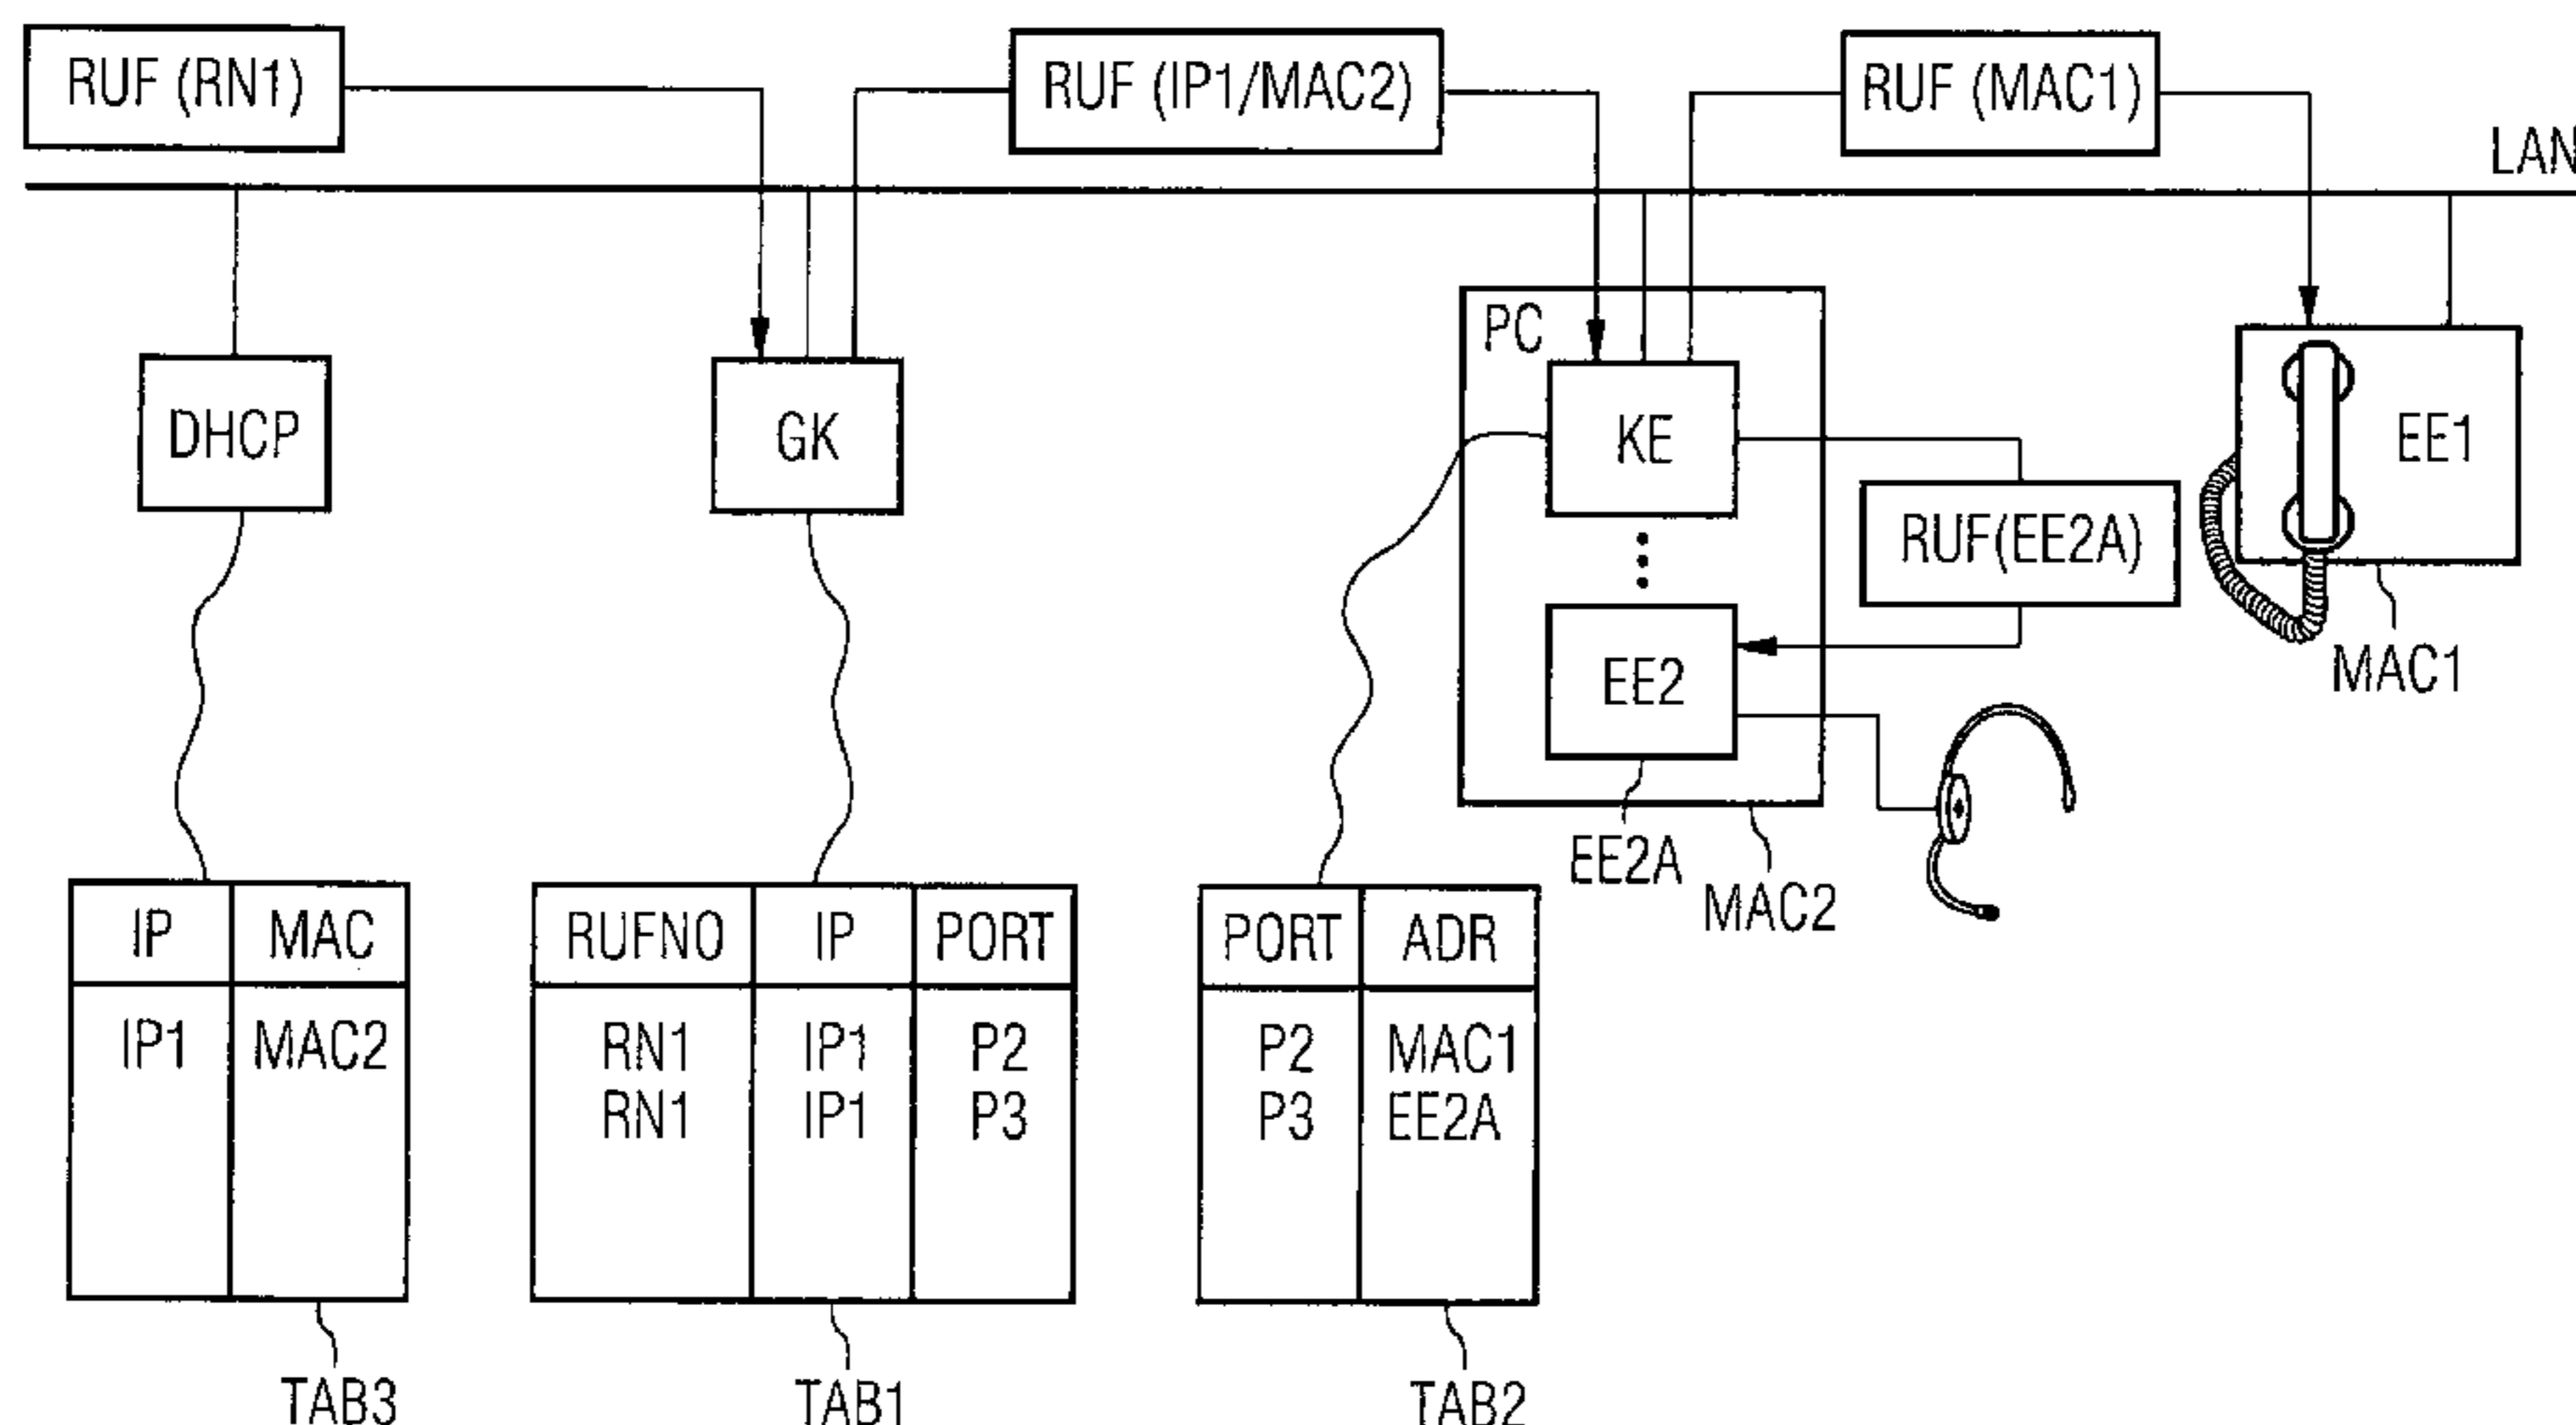 RUF (RN1)
RUF (IP1/MAC2)
RUF (MAC1)
LAN
DHCP
GK
PC
KE
RUF(EE2A)
EE1
MAC1
EE2
EE2A
MAC2
IP MAC
IP1 MAC2
TAB3
RUFNO IP PORT
RN1 IP1 P2
RN1 IP1 P3
TAB1
PORT ADR
P2 MAC1
P3 EE2A
TAB2